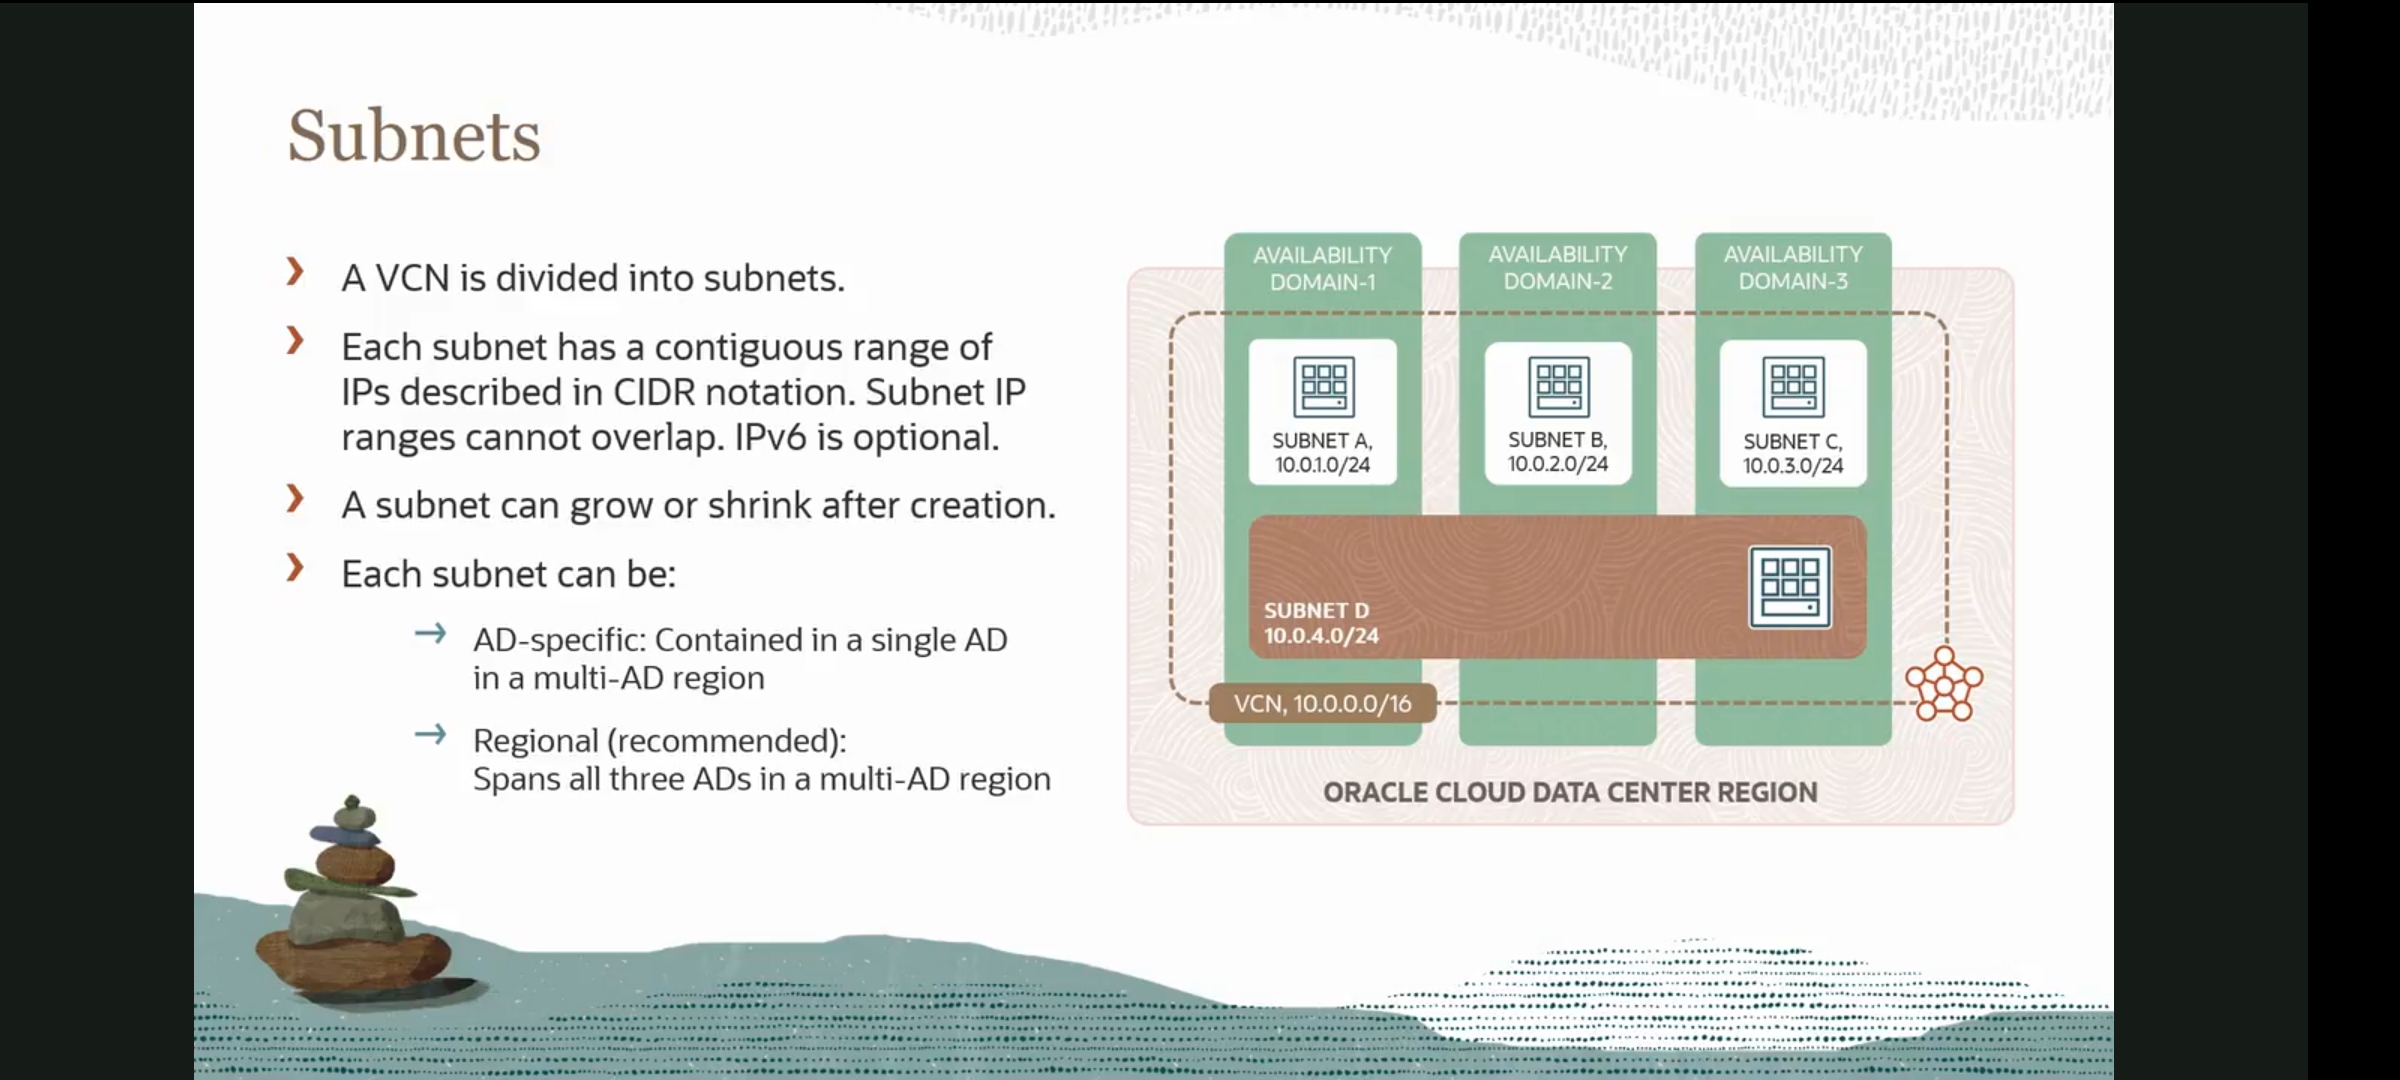 Subnets
A VCN is divided into subnets.
Each subnet has a contiguous range of
IPs described in CIDR notation. Subnet IP
ranges cannot overlap. IPv6 is optional.
A subnet can grow or shrink after creation.
Each subnet can be:
AD-specific: Contained in a single AD
in a multi-AD region
Regional (recommended):
Spans all three ADs in a multi-AD region
AVAILABILITY
DOMAIN-1
AVAILABILITY
DOMAIN-2
AVAILABILITY
DOMAIN-3
SUBNET A,
10.0.1.0/24
SUBNET B,
10.0.2.0/24
SUBNET C,
10.0.3.0/24
SUBNET D
10.0.4.0/24
VCN, 10.0.0.0/16
ORACLE CLOUD DATA CENTER REGION